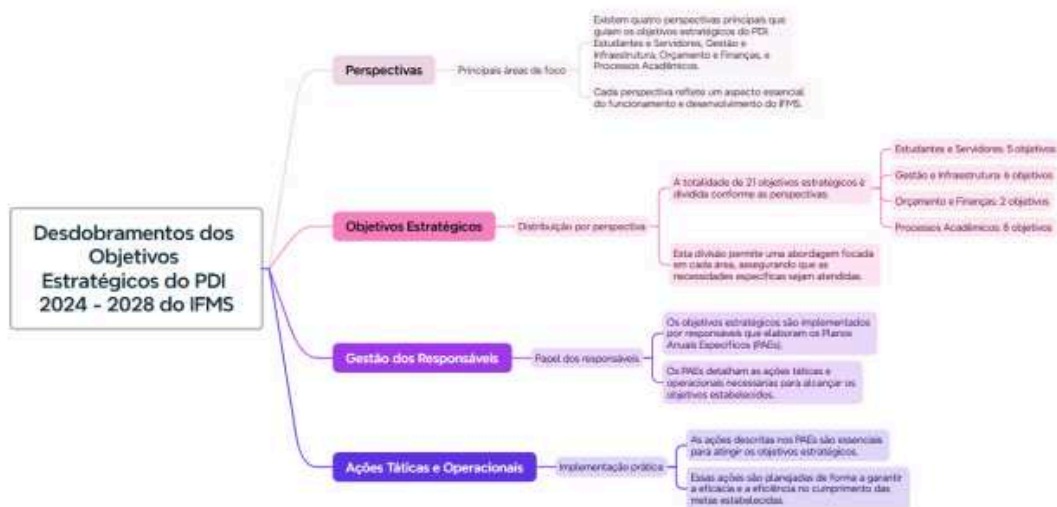 Desdobramentos dos
Objetivos
Estratégicos do PDI
2024 - 2028 do IFMS
Perspectivas
Principais áreas de foco
Existem quatro perspectivas principais que
guiam os objetivos estratégicos do PDI:
Estudantes e Servidores, Gestão e
Infraestrutura, Orçamento e Finanças, e
Processos Acadêmicos.
Cada perspectiva reflete um aspecto essencial
do funcionamento e desenvolvimento do IFMS.
Objetivos Estratégicos
Distribuição por perspectiva
A totalidade de 21 objetivos estratégicos é
dividida conforme as perspectivas:
Estudantes e Servidores: 5 objetivos
Gestão e Infraestrutura: 6 objetivos
Orçamento e Finanças: 2 objetivos
Processos Acadêmicos: 8 objetivos
Esta divisão permite uma abordagem focada
em cada área, assegurando que as
necessidades específicas sejam atendidas.
Gestão dos Responsáveis
Papel dos responsáveis
Os objetivos estratégicos são implementados
por responsáveis que elaboram os Planos
Anuais Específicos (PAEs).
Os PAEs detalham as ações táticas e
operacionais necessárias para alcançar os
objetivos estabelecidos.
Ações Táticas e Operacionais
Implementação prática
As ações descritas nos PAEs são essenciais
para atingir os objetivos estratégicos.
Essas ações são planejadas de forma a garantir
a eficácia e a eficiência no cumprimento das
metas estabelecidas.